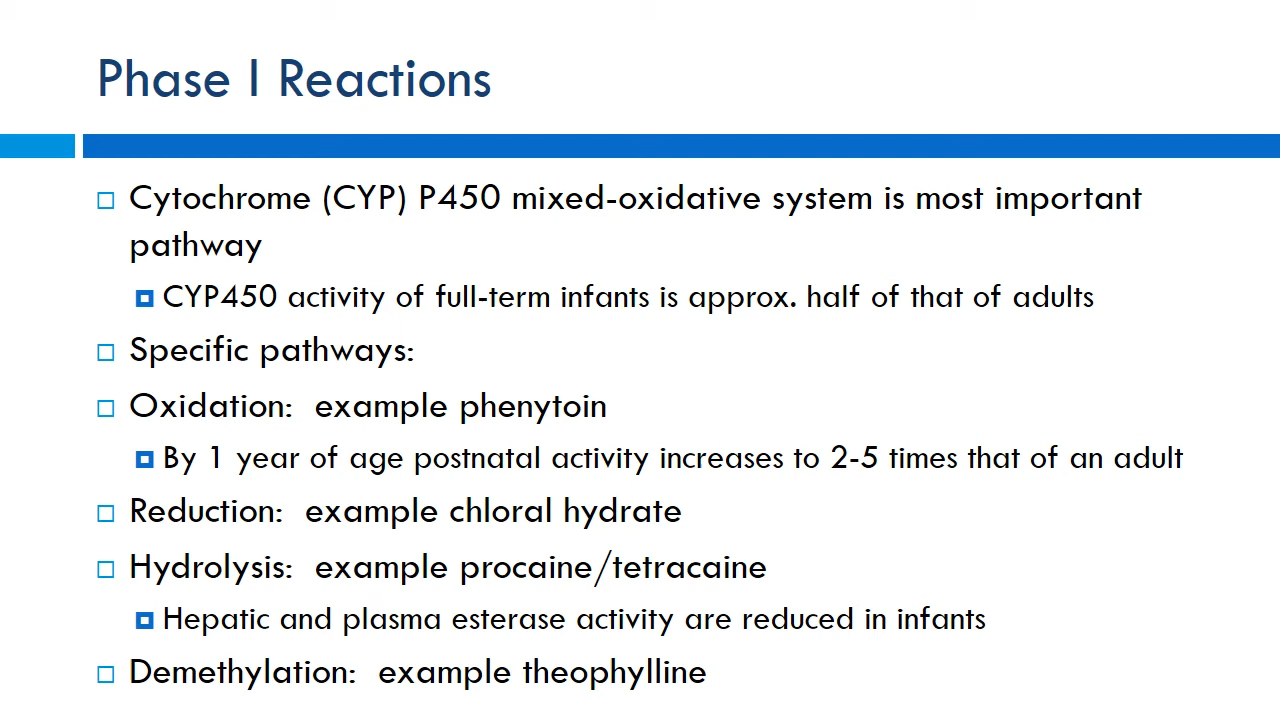 Phase I Reactions
Cytochrome (CYP) P450 mixed-oxidative system is most important
pathway
CYP450 activity of full-term infants is approx. half of that of adults
Specific pathways:
Oxidation:  example phenytoin
By 1 year of age postnatal activity increases to 2-5 times that of an adult
Reduction:  example chloral hydrate
Hydrolysis:  example procaine/tetracaine
Hepatic and plasma esterase activity are reduced in infants
Demethylation:  example theophylline